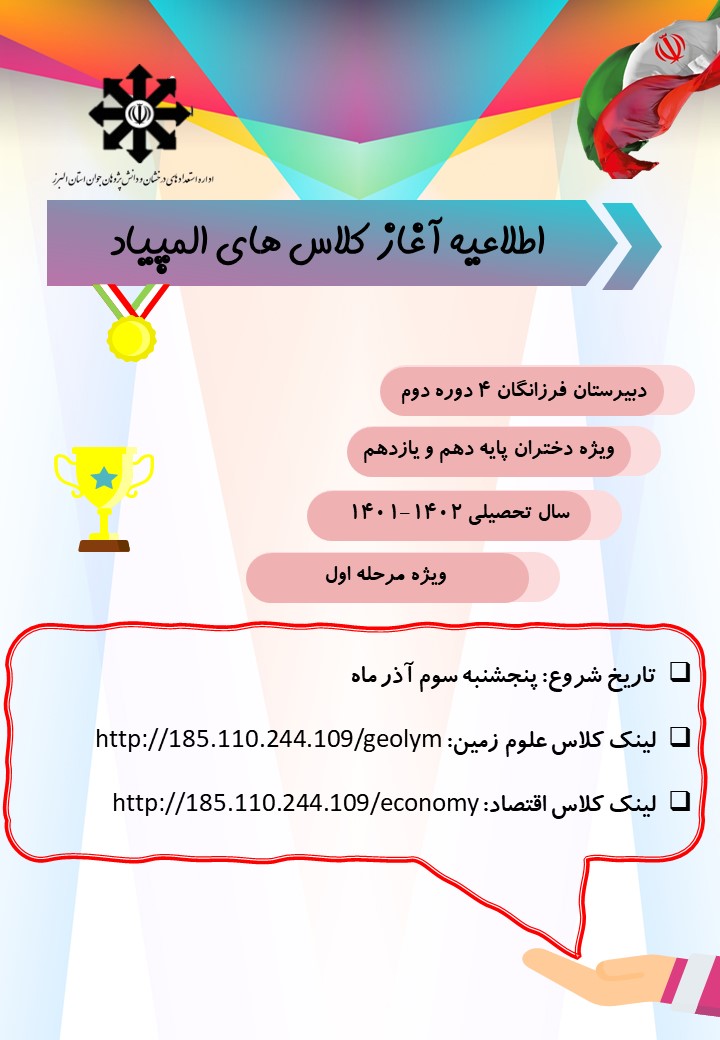 اداره استعدادهای درخشان و دانش پژوهان جوان استان البرز
اطلاعیه آغاز کلاس های المپیاد
دبیرستان فرزانگان ۴ دوره دوم
ویژه دختران پایه دهم و یازدهم
سال تحصیلی ۱۴۰۲-۱۴۰۱
ویژه مرحله اول
تاریخ شروع: پنجشنبه سوم آذر ماه
لینک کلاس علوم زمین: http://185.110.244.109/geolym
لینک کلاس اقتصاد: http://185.110.244.109/economy